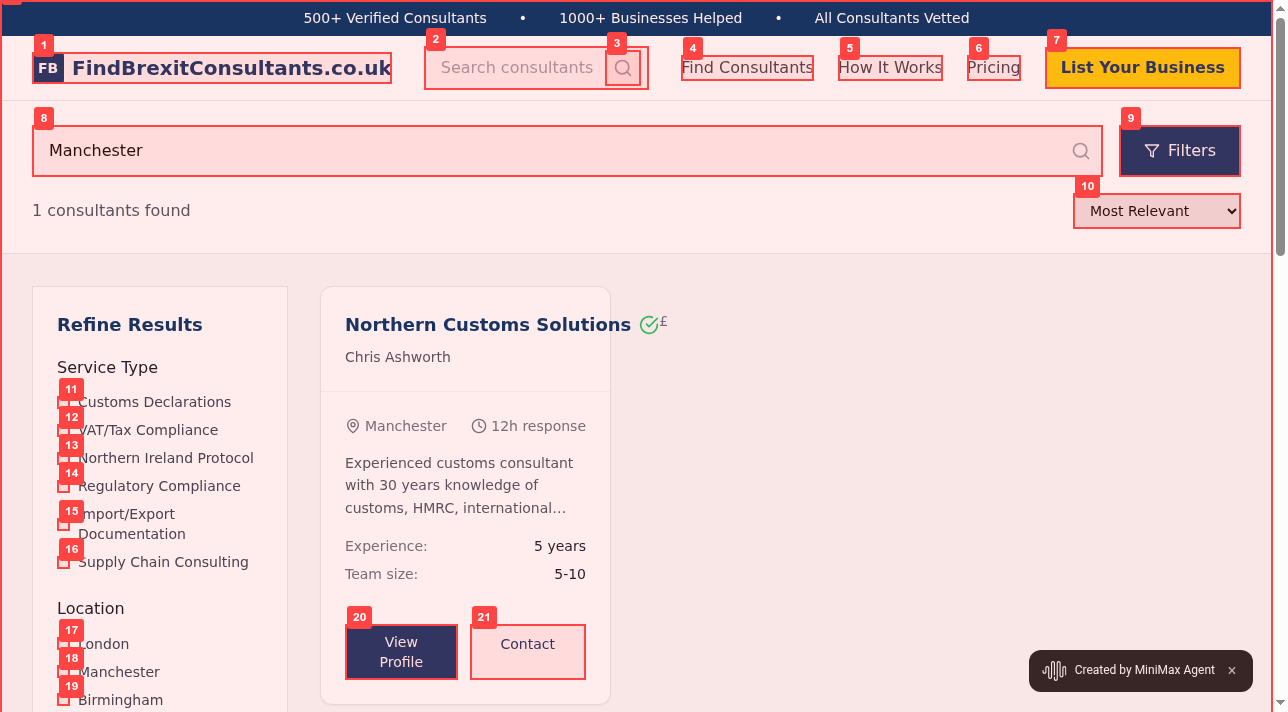 500+ Verified Consultants • 1000+ Businesses Helped • All Consultants Vetted
1 2 3 4 5 6 7
FB FindBrexitConsultants.co.uk Search consultants Find Consultants How It Works Pricing List Your Business
8 9
Manchester Filters
10
1 consultants found Most Relevant
Refine Results
Service Type
11
Customs Declarations
12
VAT/Tax Compliance
13
Northern Ireland Protocol
14
Regulatory Compliance
15
Import/Export
Documentation
16
Supply Chain Consulting
Location
17
London
18
Manchester
19
Birmingham
Northern Customs Solutions £
Chris Ashworth
Manchester 12h response
Experienced customs consultant
with 30 years knowledge of
customs, HMRC, international...
Experience: 5 years
Team size: 5-10
20 21
View
Profile
Contact
Created by MiniMax Agent ×